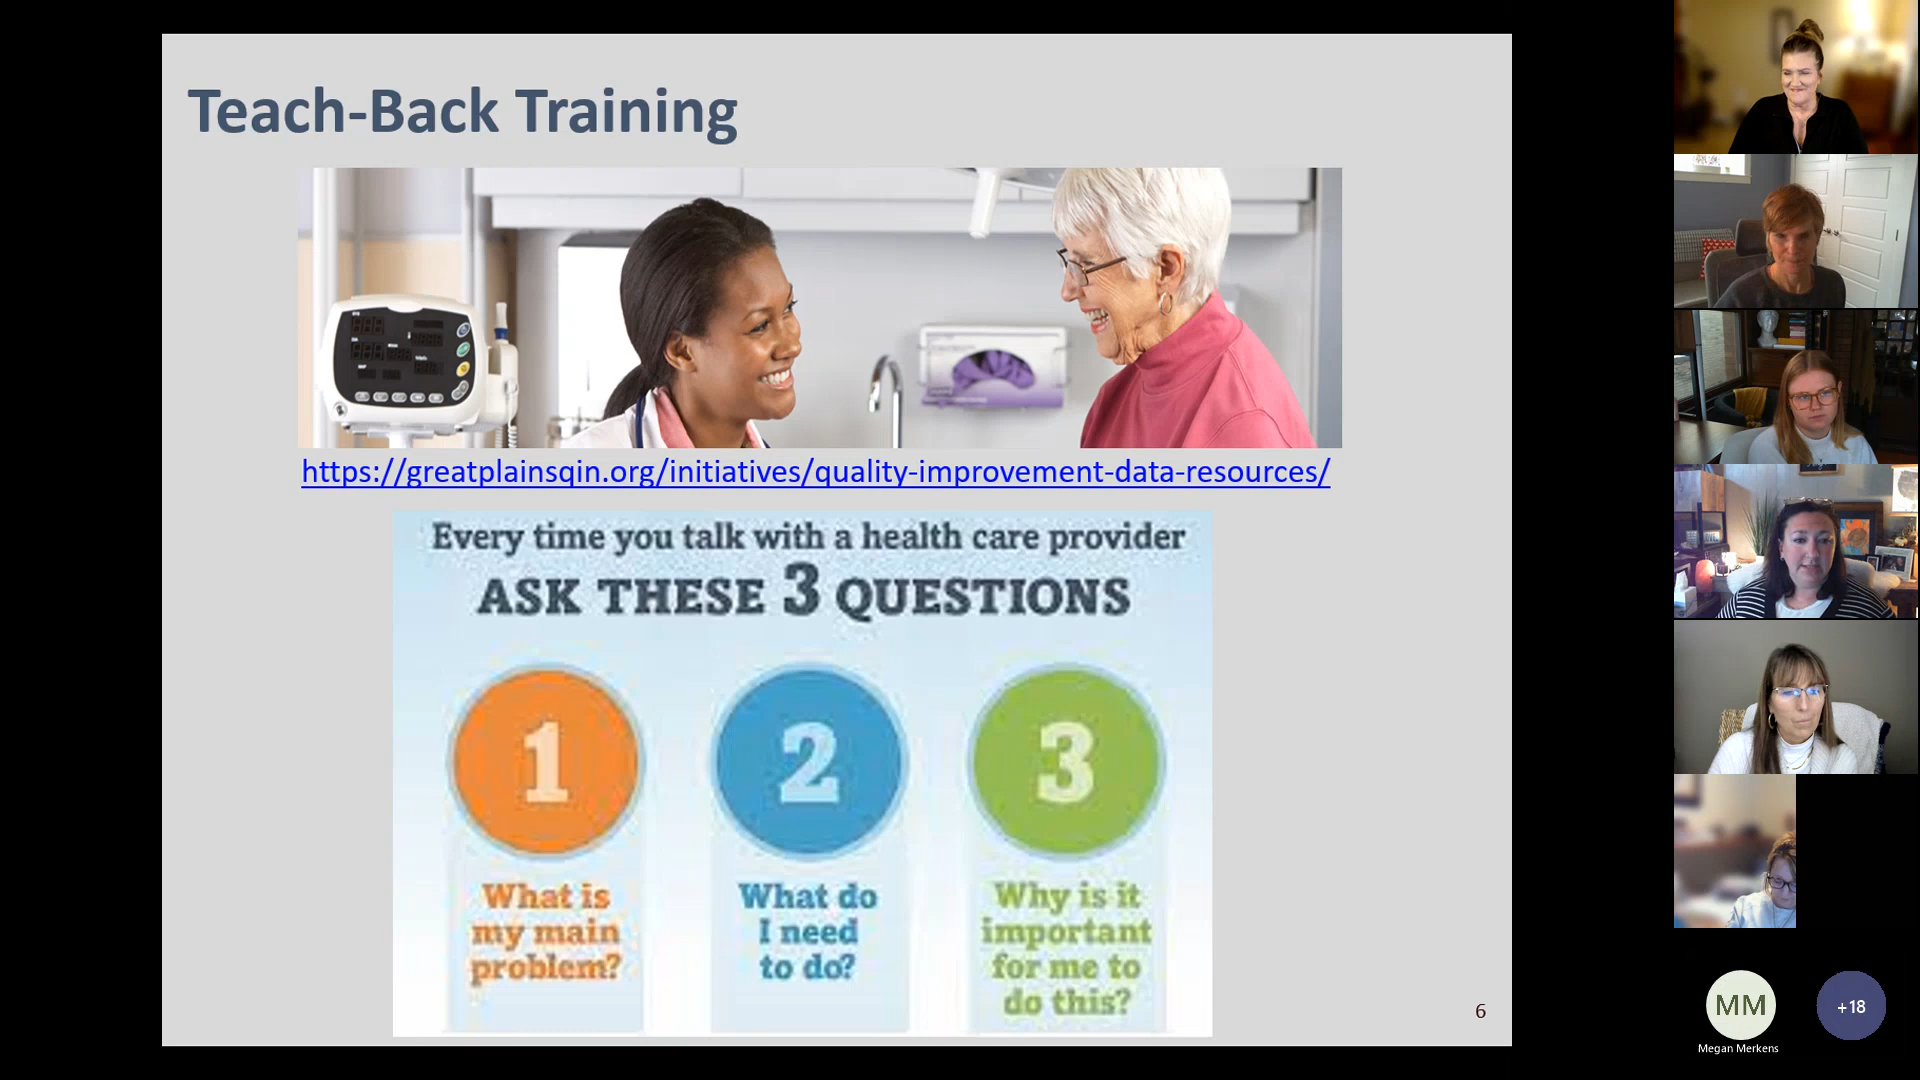 Teach-Back Training
https://greatplainsqin.org/initiatives/quality-improvement-data-resources/
Every time you talk with a health care provider
ASK THESE 3 QUESTIONS
1
2
3
What is
my main
problem?
What do
I need
to do?
Why is it
important
for me to
do this?
6
MM
+18
Megan Merkens